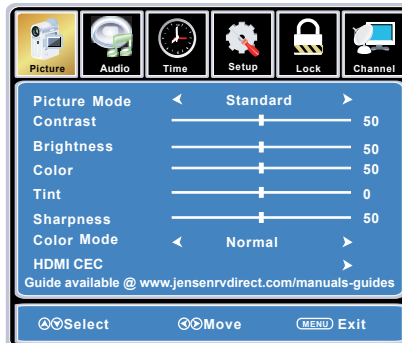 Picture Audio Time Setup Lock Channel
Picture Mode Standard
Contrast 50
Brightness 50
Color 50
Tint 0
Sharpness 50
Color Mode Normal
HDMI CEC
Guide available @ www.jensenrvdirect.com/manuals-guides
Select Move MENU Exit